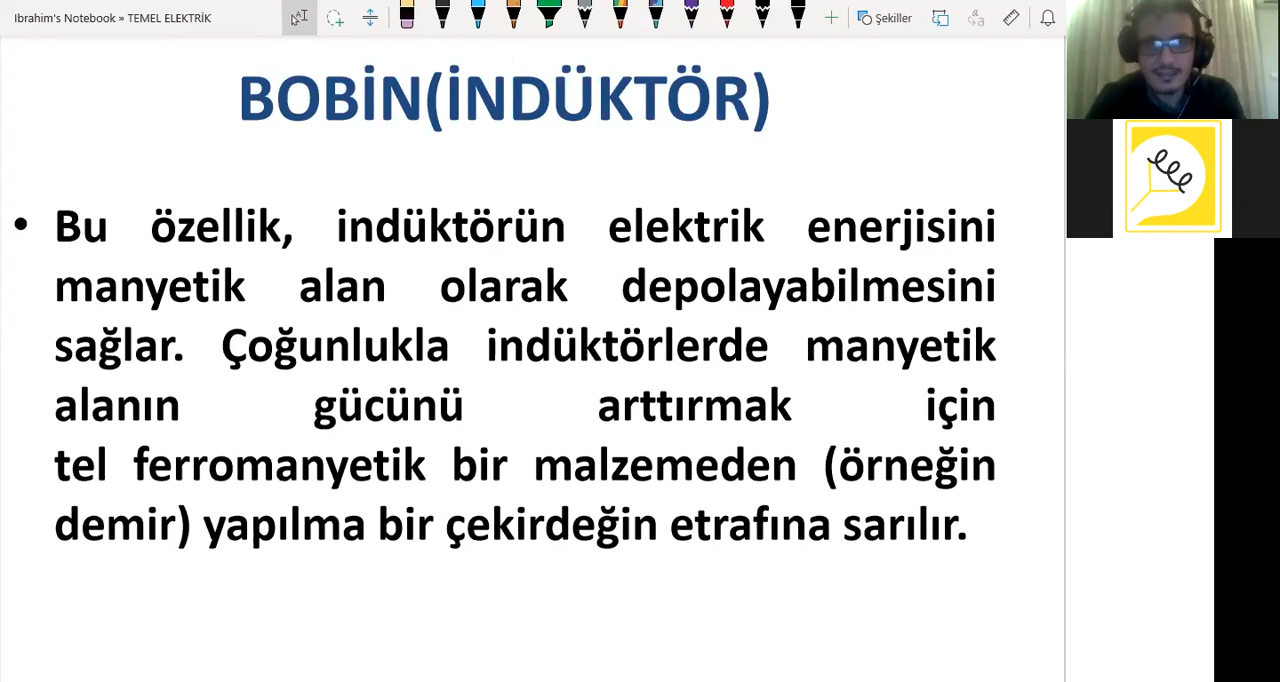 Ibrahim's Notebook » TEMEL ELEKTRİK
Şekiller
BOBİN(İNDÜKTÖR)
• Bu özellik, indüktörün elektrik enerjisini
manyetik alan olarak depolayabilmesini
sağlar. Çoğunlukla indüktörlerde manyetik
alanın gücünü arttırmak için
tel ferromanyetik bir malzemeden (örneğin
demir) yapılma bir çekirdeğin etrafına sarılır.